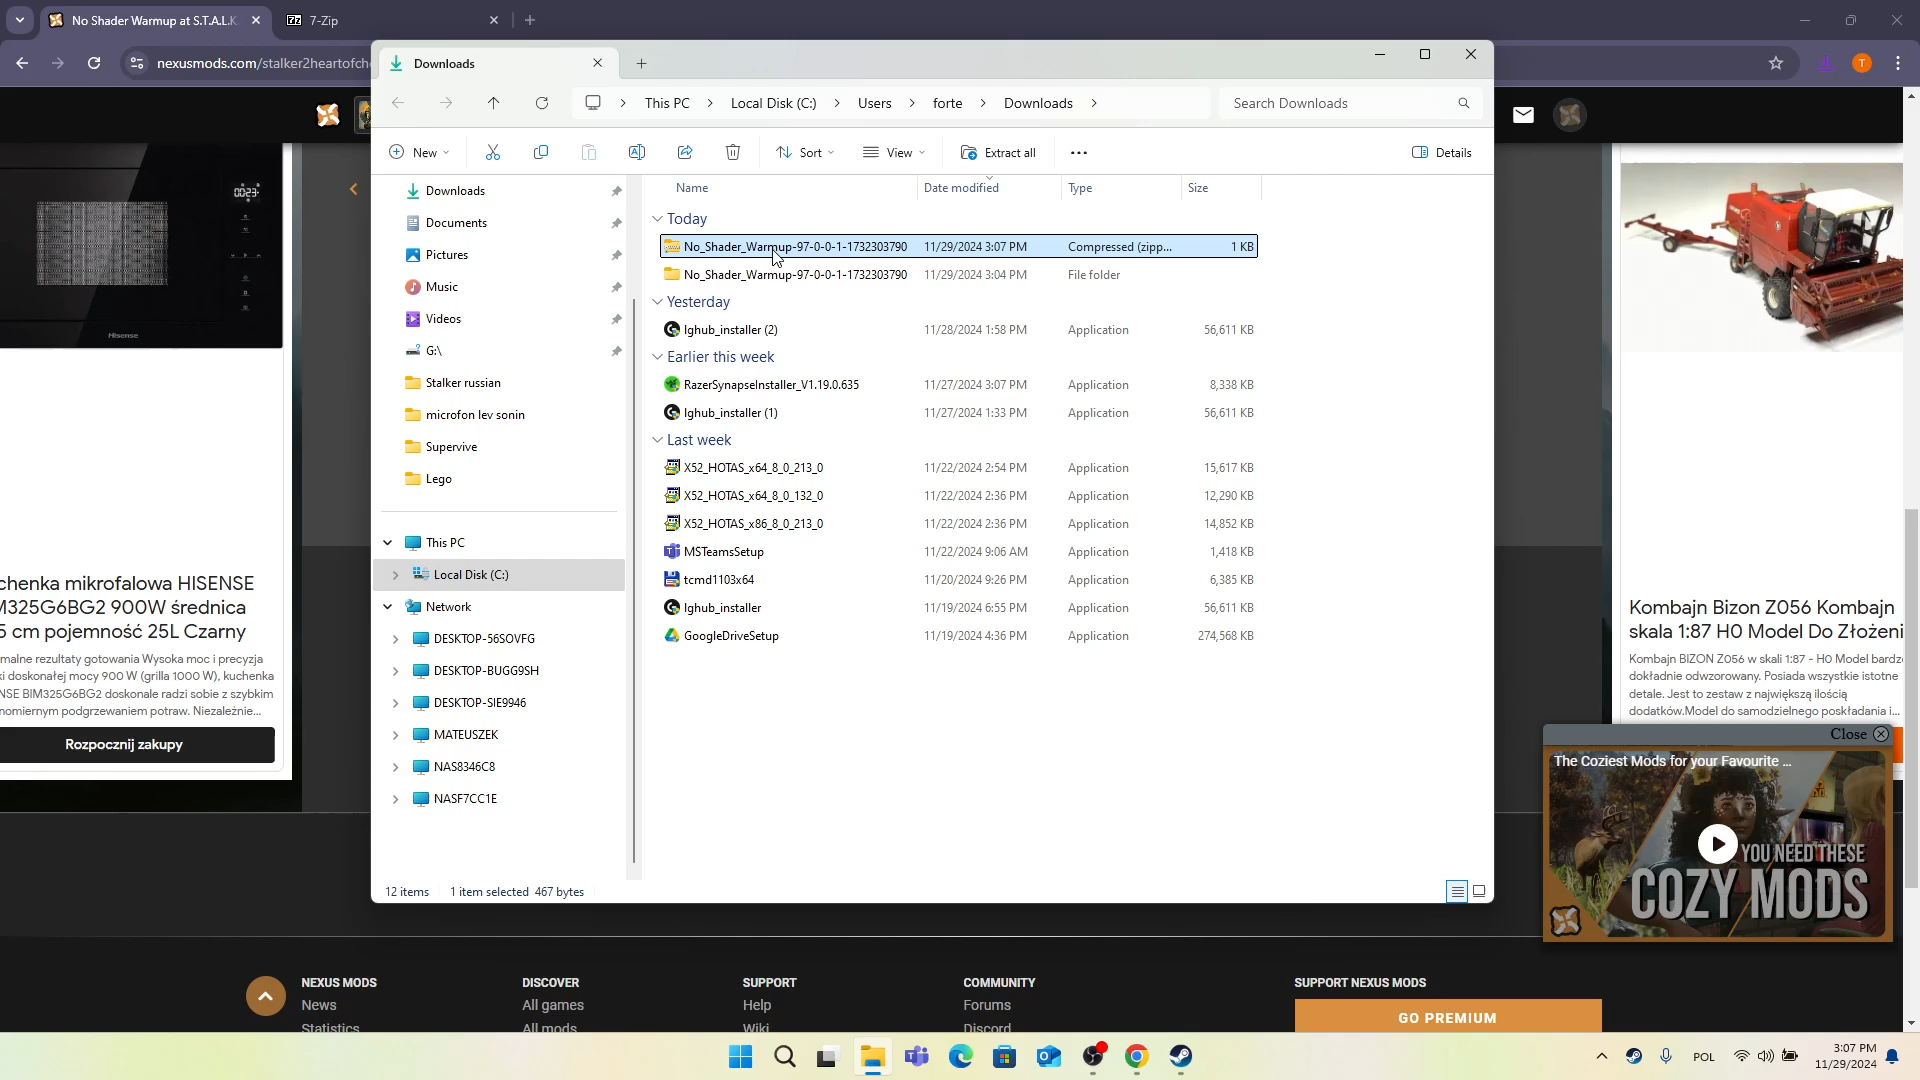 No Shader Warmup at S.T.A.L.K
7-Zip
nexusmods.com/stalker2heartofch
Downloads
This PC
Local Disk (C:)
Users
forte
Downloads
Search Downloads
New
Sort
View
Extract all
Details
Downloads
Documents
Pictures
Music
Videos
G:\
Stalker russian
microfon lev sonin
Supervive
Lego
This PC
Local Disk (C:)
Network
DESKTOP-56SOVFG
DESKTOP-BUGG9SH
DESKTOP-SIE9946
MATEUSZEK
NAS8346C8
NASF7CC1E
Name Date modified Type Size
Today
No_Shader_Warmup-97-0-0-1-1732303790 11/29/2024 3:07 PM Compressed (zipp... 1 KB
No_Shader_Warmup-97-0-0-1-1732303790 11/29/2024 3:04 PM File folder
Yesterday
lghub_installer (2) 11/28/2024 1:58 PM Application 56,611 KB
Earlier this week
RazerSynapseInstaller_V1.19.0.635 11/27/2024 3:07 PM Application 8,338 KB
lghub_installer (1) 11/27/2024 1:33 PM Application 56,611 KB
Last week
X52_HOTAS_x64_8_0_213_0 11/22/2024 2:54 PM Application 15,617 KB
X52_HOTAS_x64_8_0_132_0 11/22/2024 2:36 PM Application 12,290 KB
X52_HOTAS_x86_8_0_213_0 11/22/2024 2:36 PM Application 14,852 KB
MSTeamsSetup 11/22/2024 9:06 AM Application 1,418 KB
tcmd1103x64 11/20/2024 9:26 PM Application 6,385 KB
lghub_installer 11/19/2024 6:55 PM Application 56,611 KB
GoogleDriveSetup 11/19/2024 4:36 PM Application 274,568 KB
12 items 1 item selected 467 bytes
00:23
Hisense
chenka mikrofalowa HISENSE
M325G6BG2 900W średnica
5 cm pojemność 25L Czarny
malne rezultaty gotowania Wysoka moc i precyzja
ki doskonałej mocy 900 W (grilla 1000 W), kuchenka
NSE BIM325G6BG2 doskonale radzi sobie z szybkim
nomiernym podgrzewaniem potraw. Niezależnie...
Rozpocznij zakupy
Kombajn Bizon Z056 Kombajn
skala 1:87 H0 Model Do Złożeni
Kombajn BIZON Z056 w skali 1:87 - H0 Model bardz
dokładnie odwzorowany. Posiada wszystkie istotne
detale. Jest to zestaw z największą ilością
dodatków.Model do samodzielnego poskładania i...
Close
The Coziest Mods for your Favourite ...
YOU NEED THESE
COZY MODS
NEXUS MODS
News
Statistics
DISCOVER
All games
All mods
SUPPORT
Help
Wiki
COMMUNITY
Forums
Discord
SUPPORT NEXUS MODS
GO PREMIUM
T
POL
3:07 PM
11/29/2024